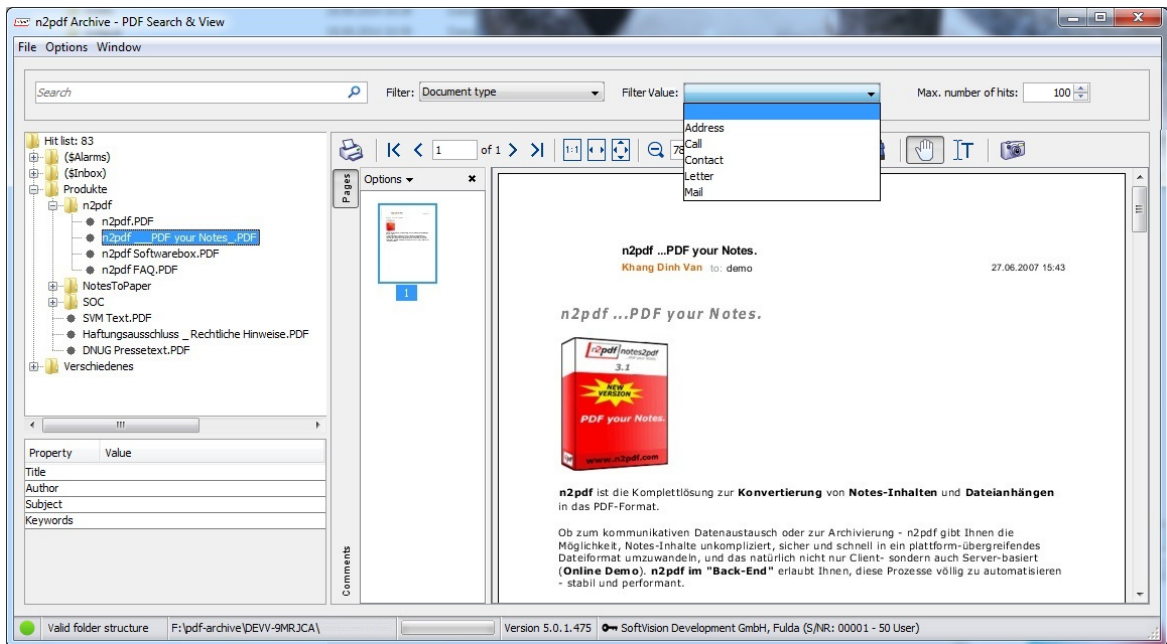 n2pdf Archive - PDF Search & View
File Options Window
Search
Filter: Document type
Filter Value:
Max. number of hits: 100
Address
Call
Contact
Letter
Mail
Hit list: 83
($Alarms)
($Inbox)
Produkte
n2pdf
n2pdf.PDF
n2pdf___PDF your Notes_.PDF
n2pdf Softwarebox.PDF
n2pdf FAQ.PDF
NotesToPaper
SOC
SVM Text.PDF
Haftungsausschluss _ Rechtliche Hinweise.PDF
DNUG Pressetext.PDF
Verschiedenes
Property Value
Title
Author
Subject
Keywords
1 of 1
1:1
78
Pages
Options
1
Comments
n2pdf ...PDF your Notes.
Khang Dinh Van to: demo 27.06.2007 15:43
n2pdf ...PDF your Notes.
n2pdf notes2pdf
3.1
NEW
VERSION
PDF your Notes.
www.n2pdf.com
n2pdf ist die Komplettlösung zur Konvertierung von Notes-Inhalten und Dateianhängen
in das PDF-Format.
Ob zum kommunikativen Datenaustausch oder zur Archivierung - n2pdf gibt Ihnen die
Möglichkeit, Notes-Inhalte unkompliziert, sicher und schnell in ein plattform-übergreifendes
Dateiformat umzuwandeln, und das natürlich nicht nur Client- sondern auch Server-basiert
(Online Demo). n2pdf im "Back-End" erlaubt Ihnen, diese Prozesse völlig zu automatisieren
- stabil und performant.
Valid folder structure F:\pdf-archive\DEVV-9MRJCA\ Version 5.0.1.475 SoftVision Development GmbH, Fulda (S/NR: 00001 - 50 User)